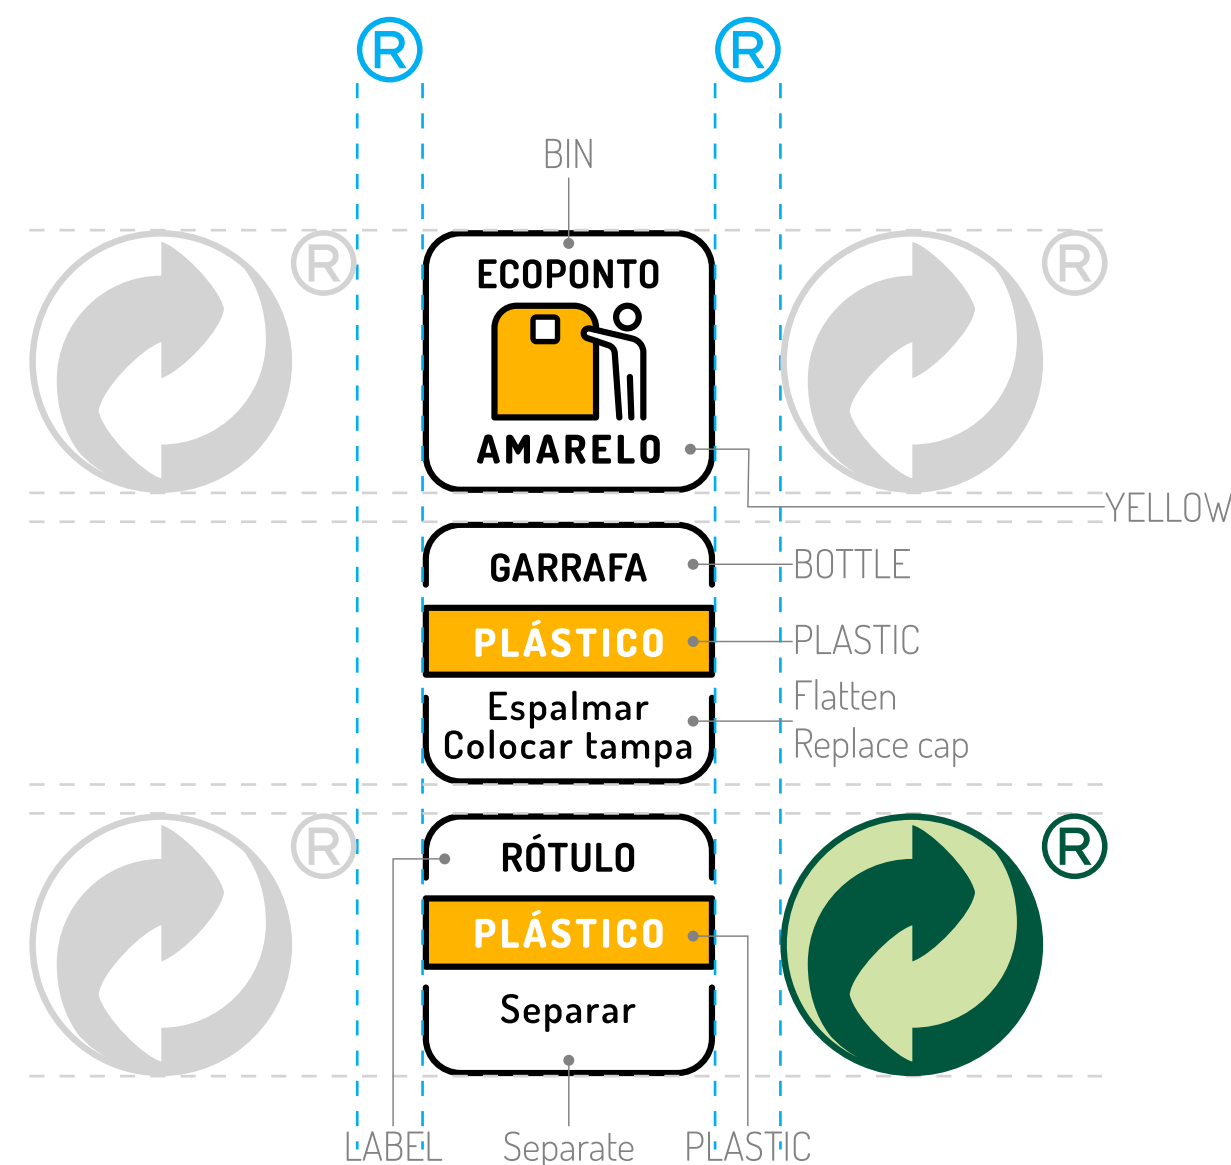 ® ®
BIN
® ®
ECOPONTO
AMARELO
YELLOW
GARRAFA
BOTTLE
PLÁSTICO
PLASTIC
Espalmar
Colocar tampa
Flatten
Replace cap
® ®
RÓTULO
PLÁSTICO
Separar
LABEL
Separate
PLASTIC